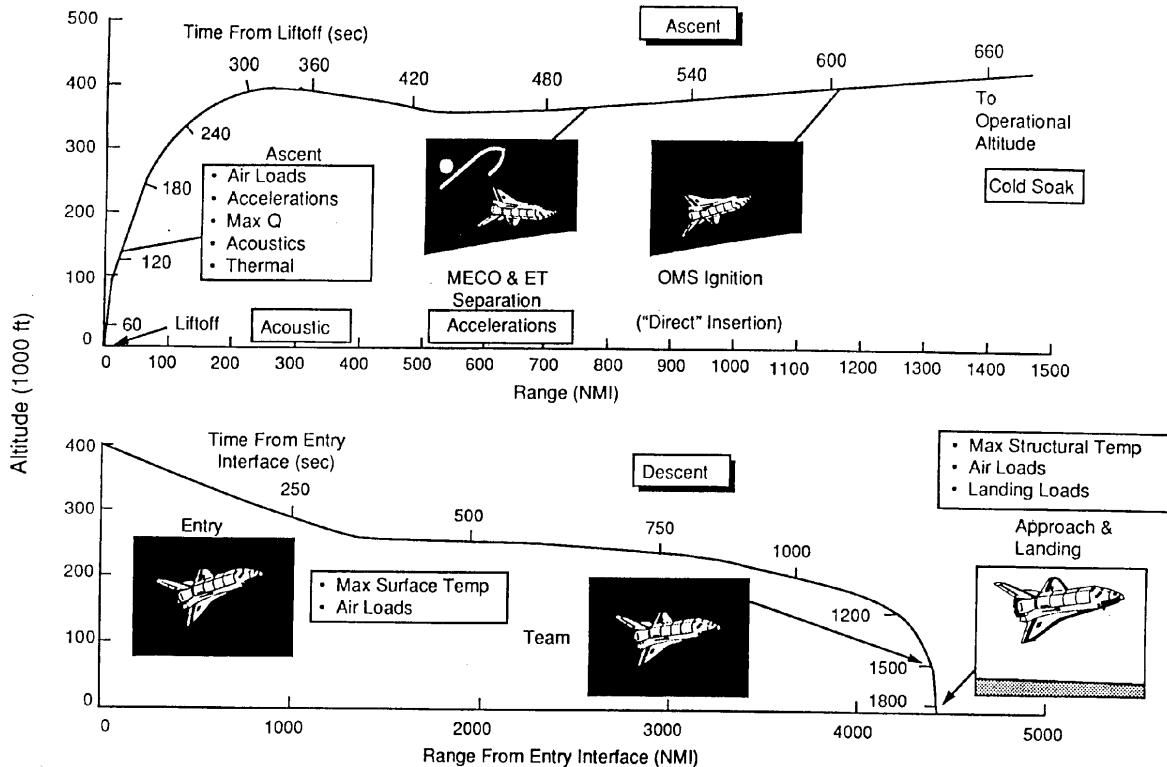 Altitude (1000 ft)
500
400
300
200
100
0
Time From Liftoff (sec)
Ascent
300
360
420
480
540
600
660
240
180
120
60
Ascent
• Air Loads
• Accelerations
• Max Q
• Acoustics
• Thermal
To
Operational
Altitude
Cold Soak
MECO & ET
Separation
Accelerations
OMS Ignition
("Direct" Insertion)
Liftoff
Acoustic
0
100
200
300
400
500
600
700
800
900
1000
1100
1200
1300
1400
1500
Range (NMI)
400
300
200
100
0
Time From Entry
Interface (sec)
Descent
250
500
750
1000
1200
1500
1800
Entry
• Max Surface Temp
• Air Loads
Team
• Max Structural Temp
• Air Loads
• Landing Loads
Approach &
Landing
0
1000
2000
3000
4000
5000
Range From Entry Interface (NMI)